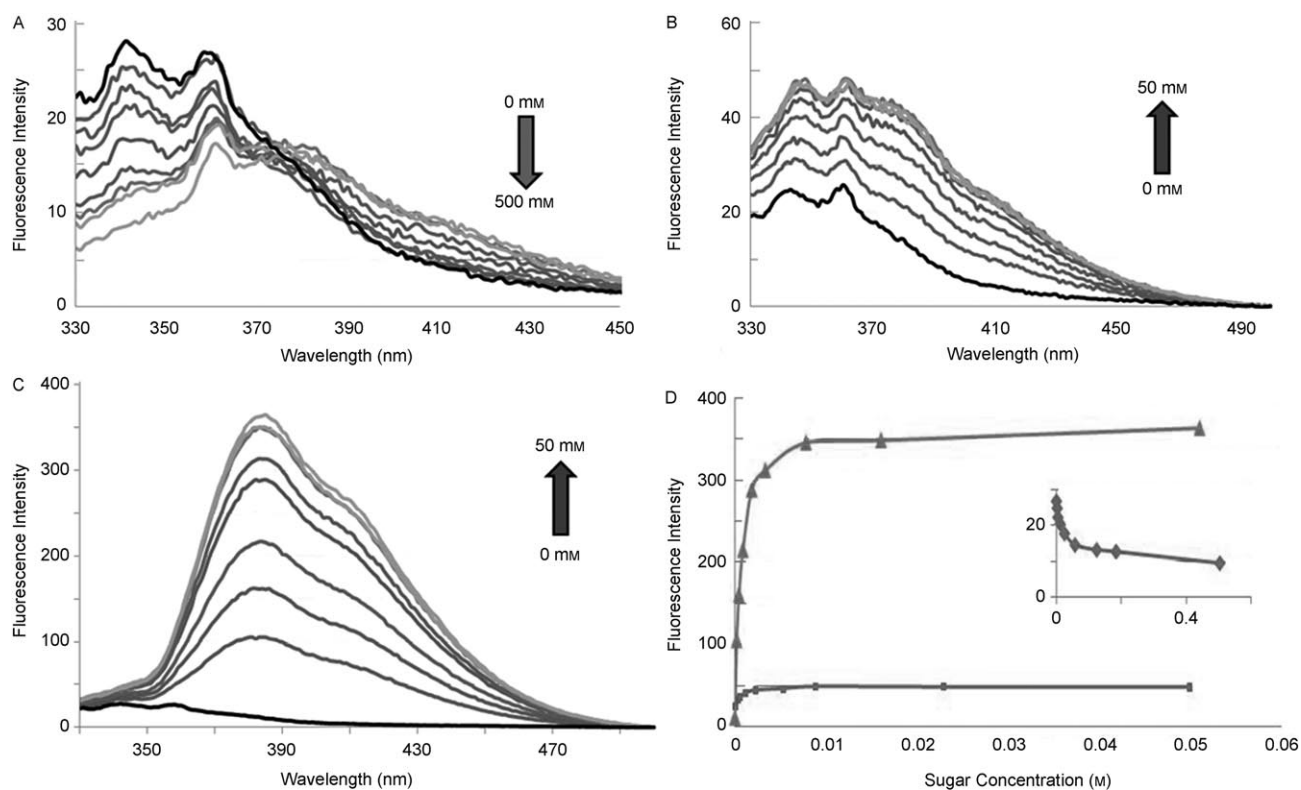 A
30
20
10
0
Fluorescence Intensity
0 mM
500 mM
330 350 370 390 410 430 450
Wavelength (nm)
B
60
40
20
0
Fluorescence Intensity
50 mM
0 mM
330 370 410 450 490
Wavelength (nm)
C
400
300
200
100
0
Fluorescence Intensity
50 mM
0 mM
350 390 430 470
Wavelength (nm)
D
400
300
200
100
0
Fluorescence Intensity
20
0
0 0.4
0 0.01 0.02 0.03 0.04 0.05 0.06
Sugar Concentration (M)